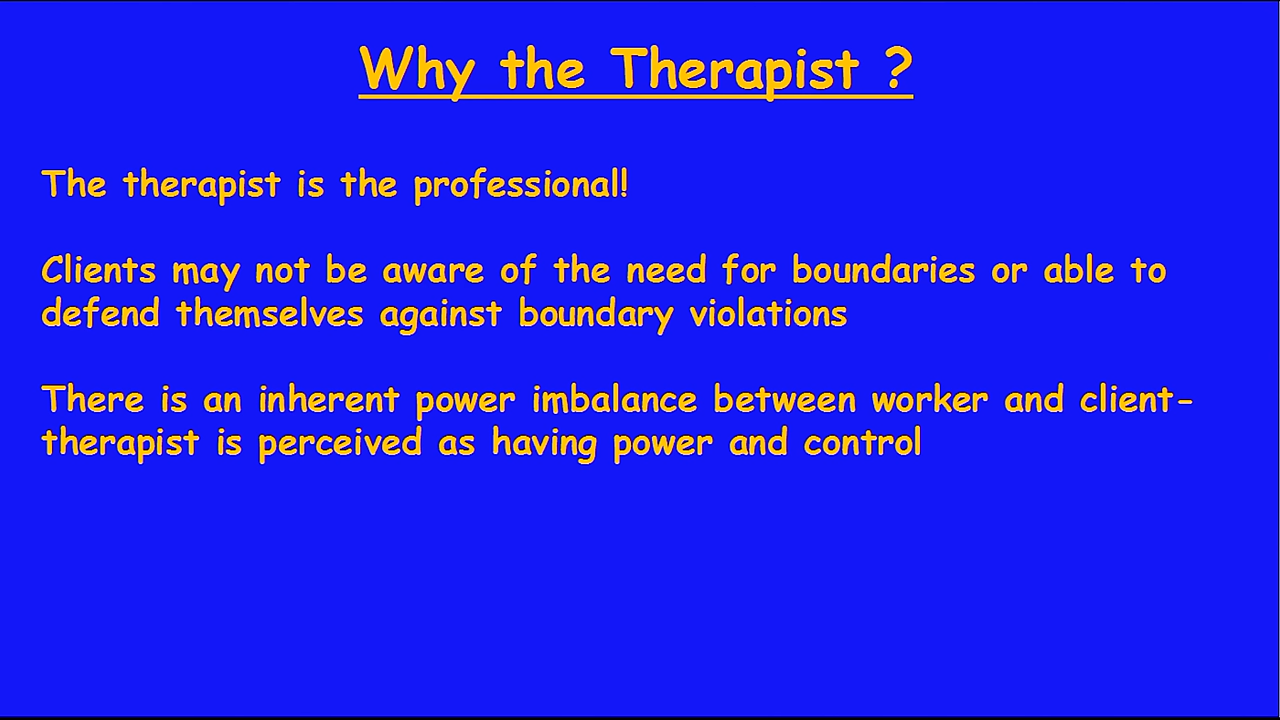 Why the Therapist ?
The therapist is the professional!
Clients may not be aware of the need for boundaries or able to
defend themselves against boundary violations
There is an inherent power imbalance between worker and client-
therapist is perceived as having power and control